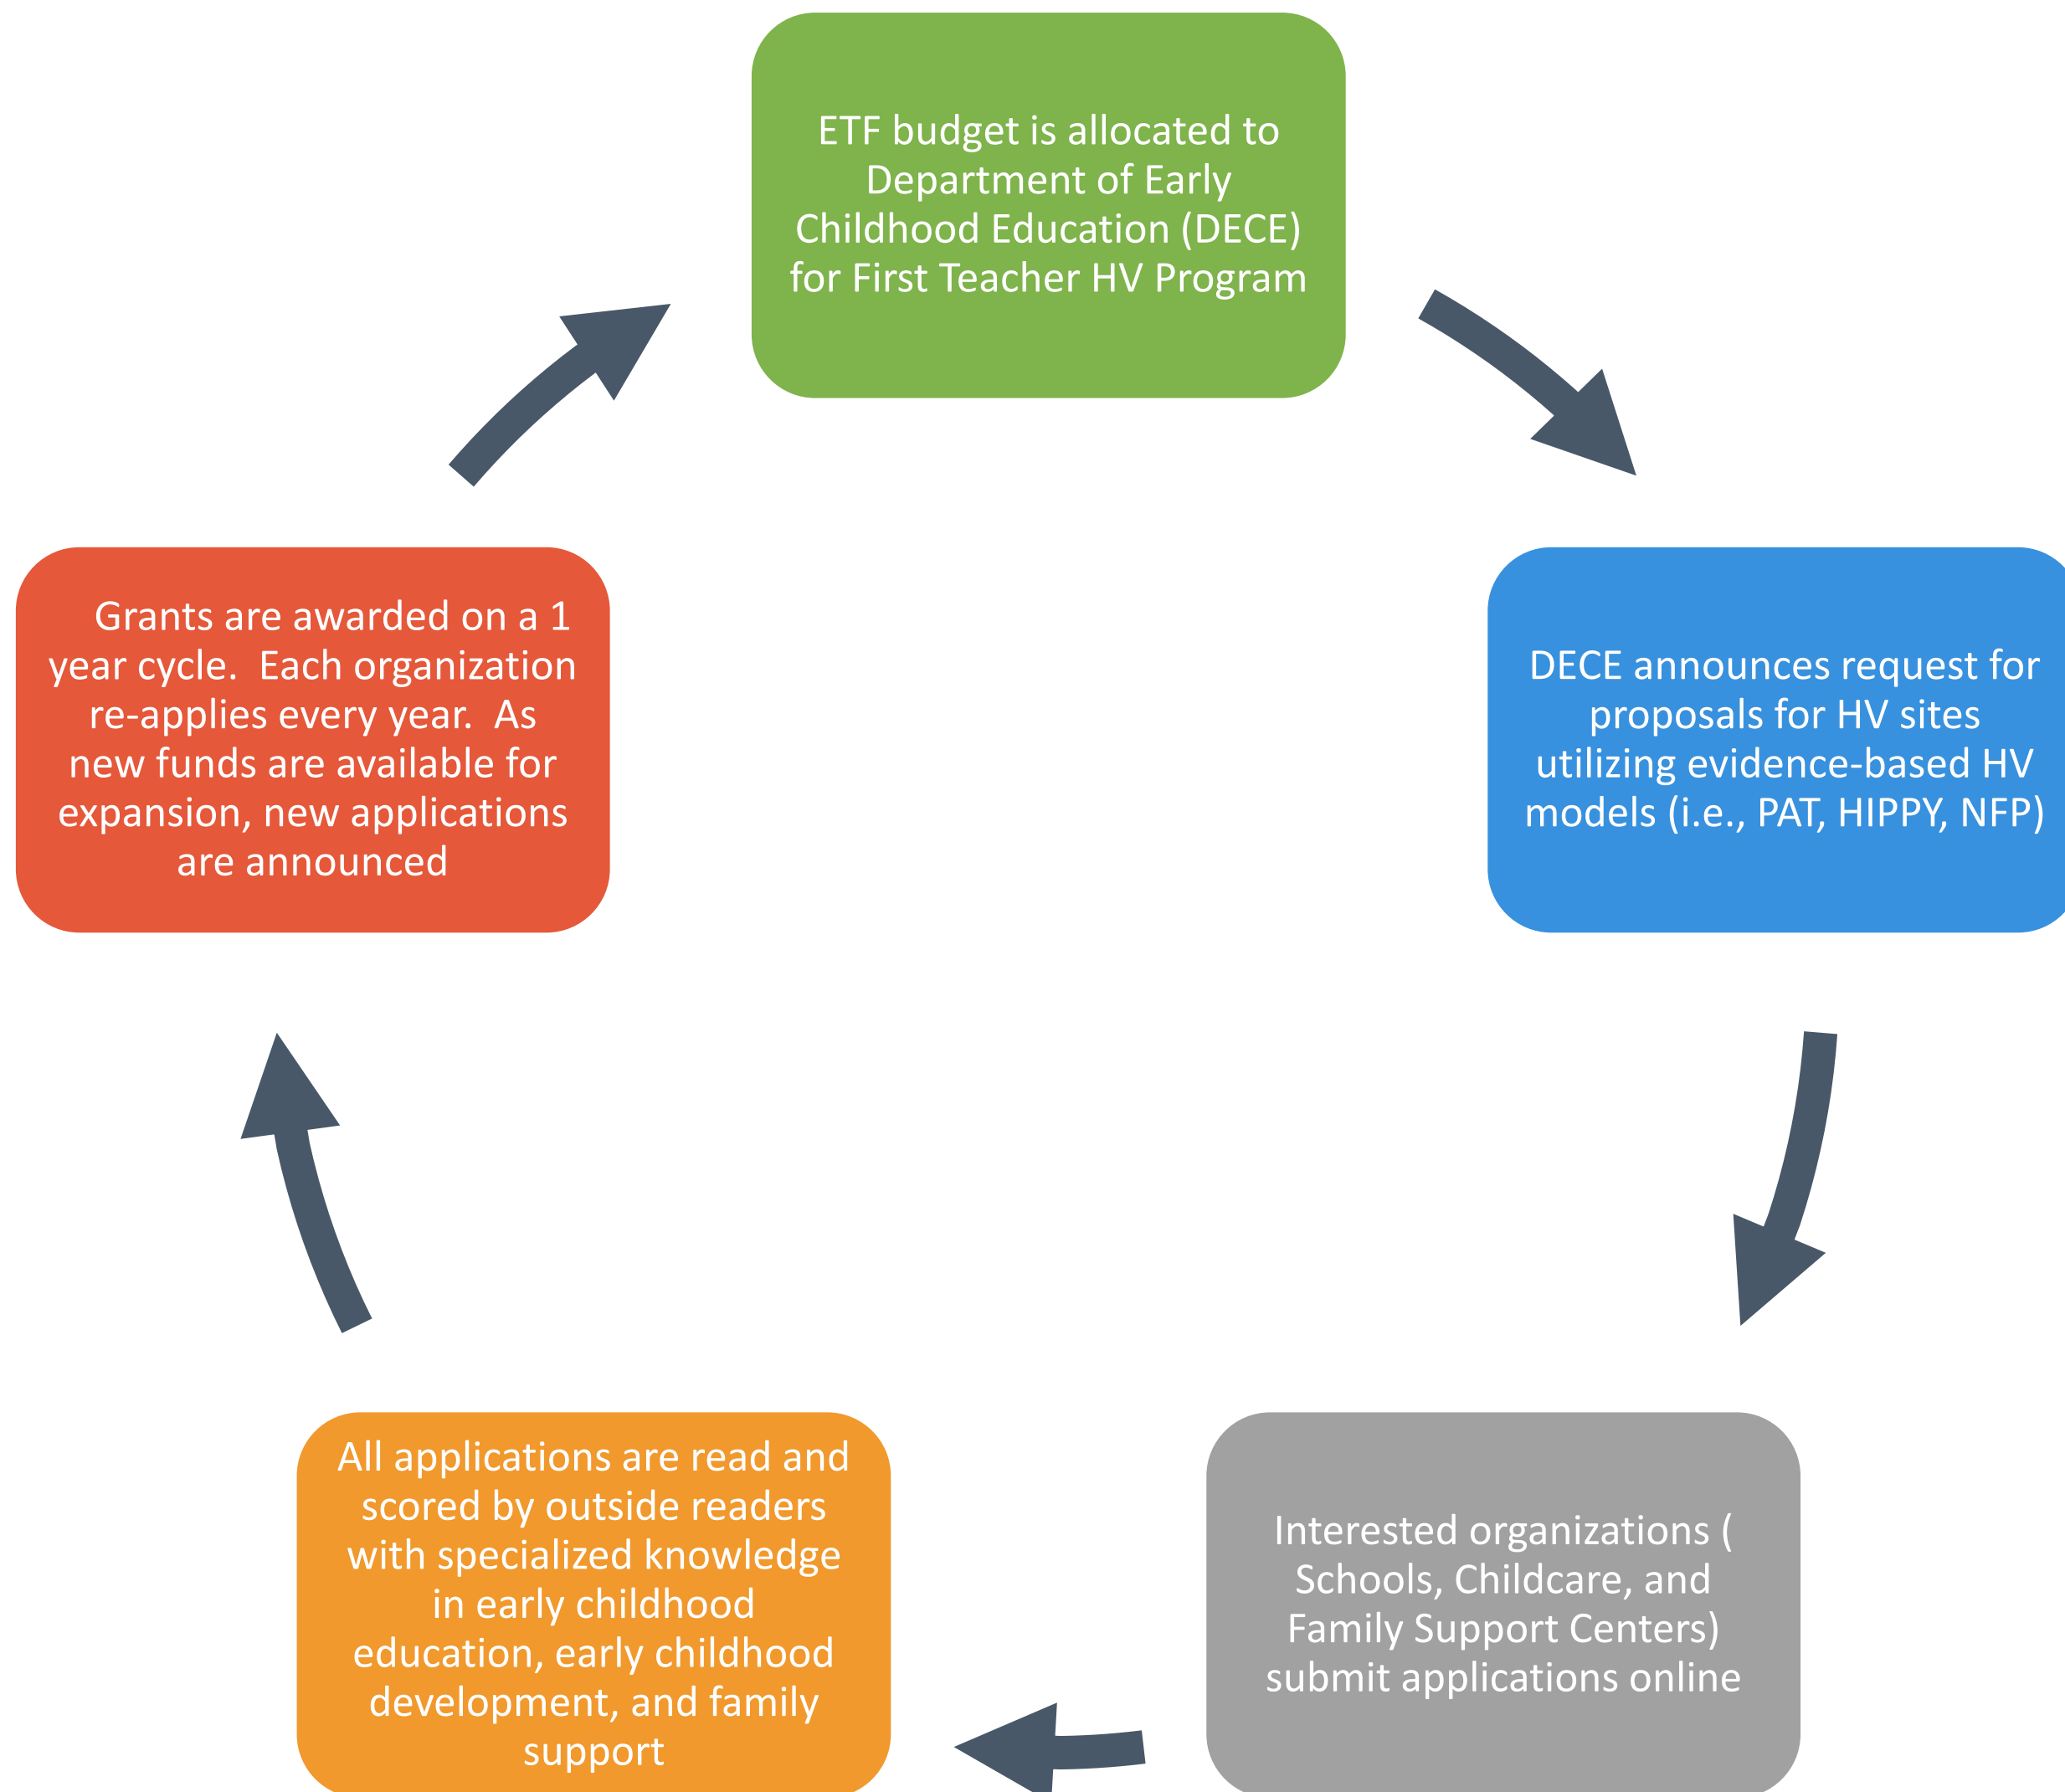 ETF budget is allocated to
Department of Early
Childhood Education (DECE)
for First Teacher HV Program
DECE announces request for
proposals for HV sites
utilizing evidence-based HV
models (i.e., PAT, HIPPY, NFP)
Interested organizations (
Schools, Childcare, and
Family Support Centers)
submit applications online
All applications are read and
scored by outside readers
with specialized knowledge
in early childhood
education, early childhood
development, and family
support
Grants are awarded on a 1
year cycle.  Each organization
re-applies every year.  As
new funds are available for
expansion, new applications
are announced